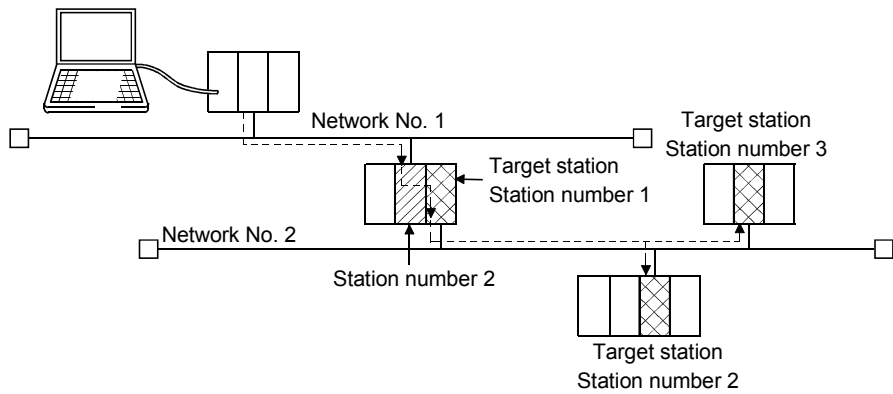 Network No. 1
Target station
Station number 3
Target station
Station number 1
Network No. 2
Station number 2
Target station
Station number 2